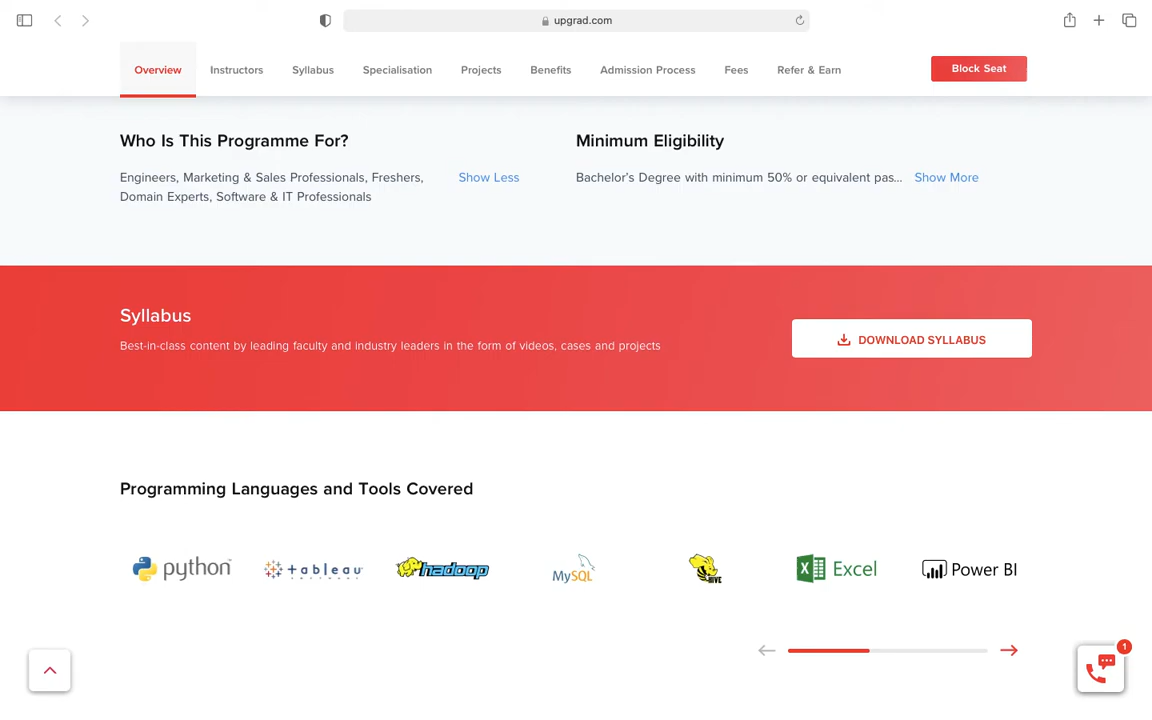 upgrad.com
Overview Instructors Syllabus Specialisation Projects Benefits Admission Process Fees Refer & Earn Block Seat
Who Is This Programme For?
Engineers, Marketing & Sales Professionals, Freshers, Show Less
Domain Experts, Software & IT Professionals
Minimum Eligibility
Bachelor's Degree with minimum 50% or equivalent pas... Show More
Syllabus
Best-in-class content by leading faculty and industry leaders in the form of videos, cases and projects
DOWNLOAD SYLLABUS
Programming Languages and Tools Covered
python tableau hadoop MySQL HIVE X Excel Power BI
1